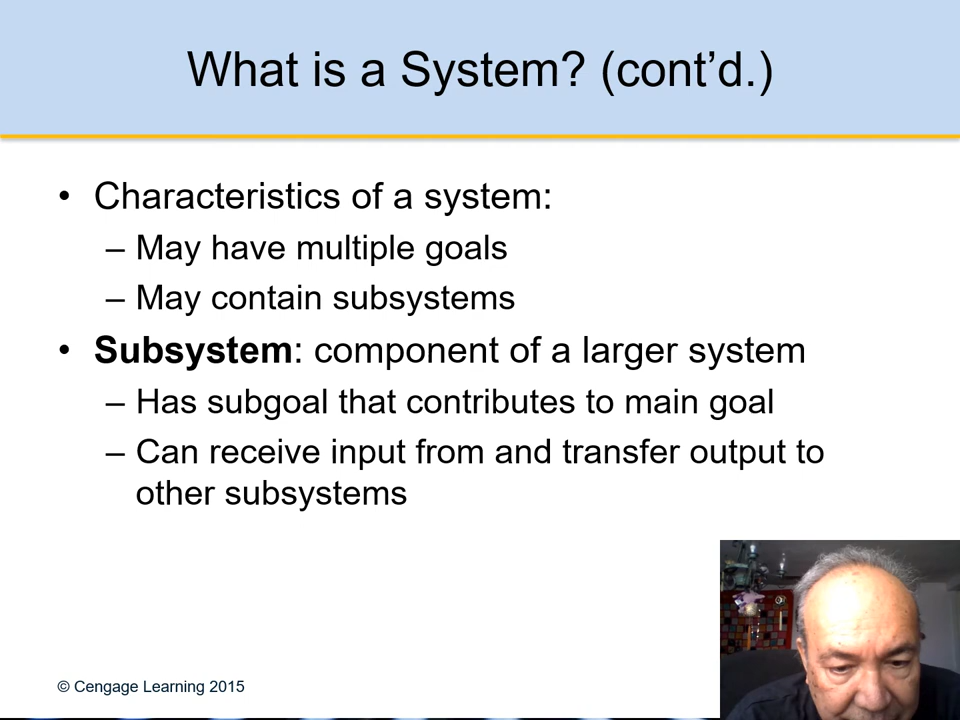 What is a System? (cont’d.)
• Characteristics of a system:
– May have multiple goals
– May contain subsystems
• Subsystem: component of a larger system
– Has subgoal that contributes to main goal
– Can receive input from and transfer output to
other subsystems
© Cengage Learning 2015